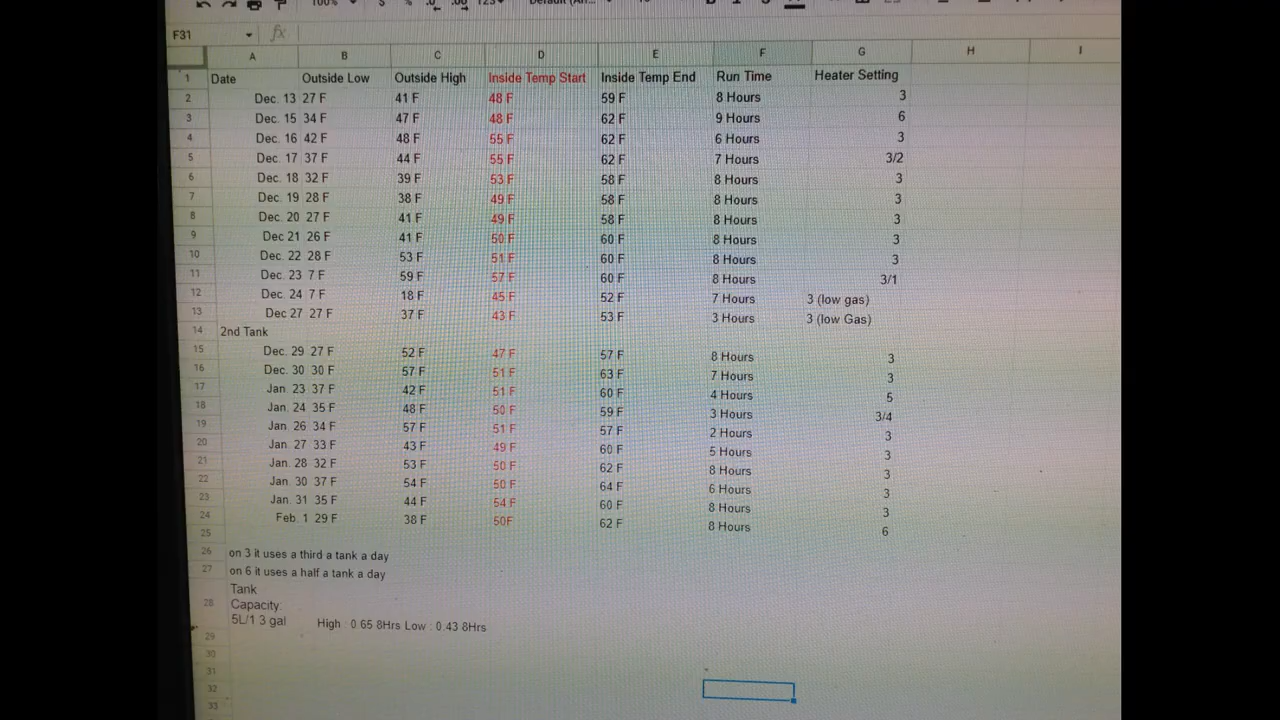 100% $ % .0 .00 123 Default (Ari...
F31 fx
A B C D E F G H I
1 Date Outside Low Outside High Inside Temp Start Inside Temp End Run Time Heater Setting
2 Dec. 13 27 F 41 F 48 F 59 F 8 Hours 3
3 Dec. 15 34 F 47 F 48 F 62 F 9 Hours 6
4 Dec. 16 42 F 48 F 55 F 62 F 6 Hours 3
5 Dec. 17 37 F 44 F 55 F 62 F 7 Hours 3/2
6 Dec. 18 32 F 39 F 53 F 58 F 8 Hours 3
7 Dec. 19 28 F 38 F 49 F 58 F 8 Hours 3
8 Dec. 20 27 F 41 F 49 F 58 F 8 Hours 3
9 Dec 21 26 F 41 F 50 F 60 F 8 Hours 3
10 Dec. 22 28 F 53 F 51 F 60 F 8 Hours 3
11 Dec. 23 7 F 59 F 57 F 60 F 8 Hours 3/1
12 Dec. 24 7 F 18 F 45 F 52 F 7 Hours 3 (low gas)
13 Dec 27 27 F 37 F 43 F 53 F 3 Hours 3 (low Gas)
14 2nd Tank
15 Dec. 29 27 F 52 F 47 F 57 F 8 Hours 3
16 Dec. 30 30 F 57 F 51 F 63 F 7 Hours 3
17 Jan. 23 37 F 42 F 51 F 60 F 4 Hours 5
18 Jan. 24 35 F 48 F 50 F 59 F 3 Hours 3/4
19 Jan. 26 34 F 57 F 51 F 57 F 2 Hours 3
20 Jan. 27 33 F 43 F 49 F 60 F 5 Hours 3
21 Jan. 28 32 F 53 F 50 F 62 F 8 Hours 3
22 Jan. 30 37 F 54 F 50 F 64 F 6 Hours 3
23 Jan. 31 35 F 44 F 54 F 60 F 8 Hours 3
24 Feb. 1 29 F 38 F 50F 62 F 8 Hours 6
25
26 on 3 it uses a third a tank a day
27 on 6 it uses a half a tank a day
Tank
28 Capacity:
5L/1.3 gal High : 0.65 8Hrs Low : 0.43 8Hrs
29
30
31
32
33